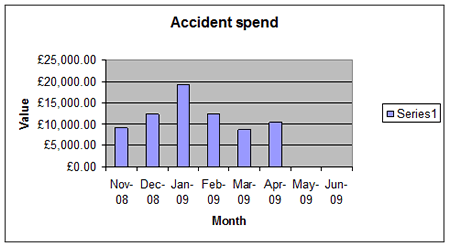 Accident spend
£25,000.00
£20,000.00
£15,000.00
£10,000.00
£5,000.00
£0.00
Value
Nov-08 Dec-08 Jan-09 Feb-09 Mar-09 Apr-09 May-09 Jun-09
Month
Series1